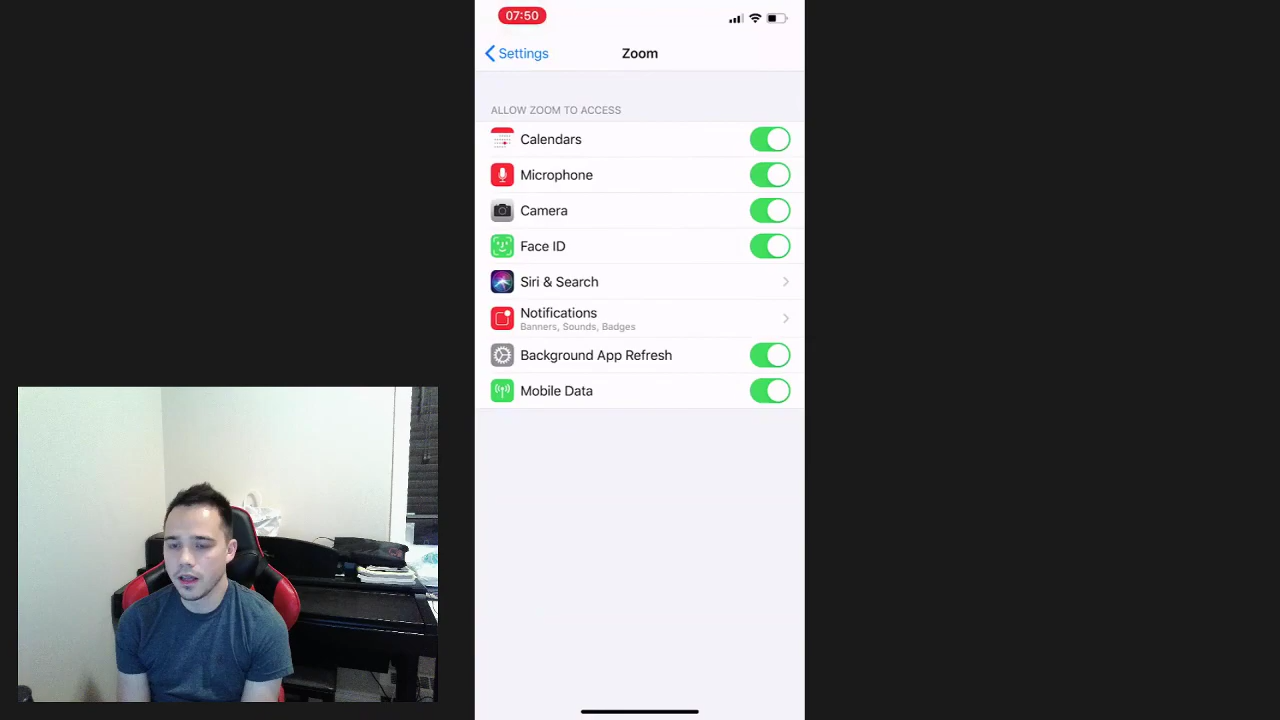 07:50
Settings
Zoom
ALLOW ZOOM TO ACCESS
Calendars
Microphone
Camera
Face ID
Siri & Search
Notifications
Banners, Sounds, Badges
Background App Refresh
Mobile Data